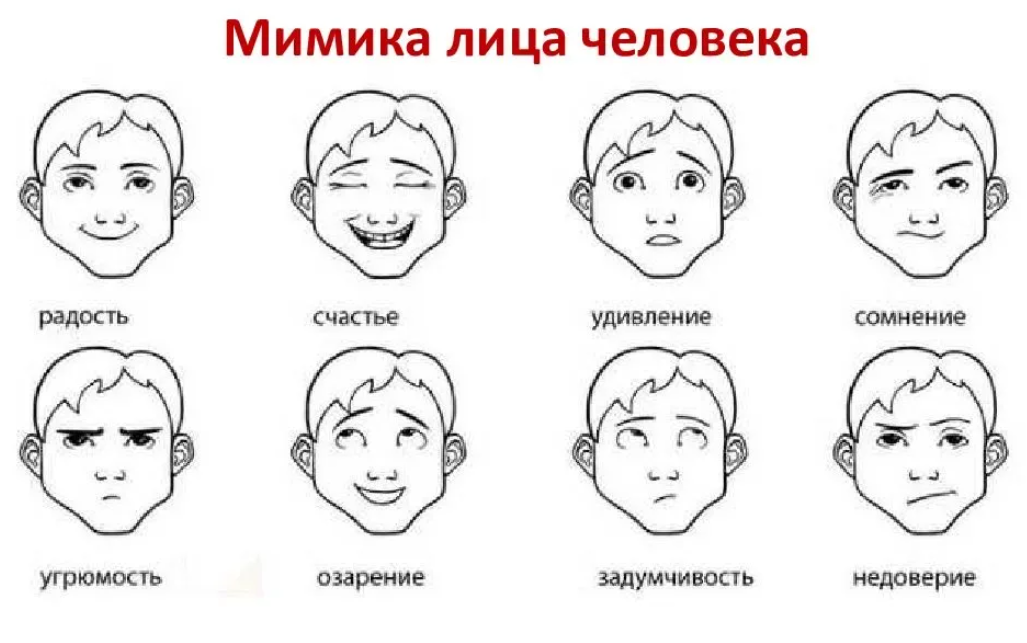 Мимика лица человека
радость счастье удивление сомнение
угрюмость озарение задумчивость недоверие